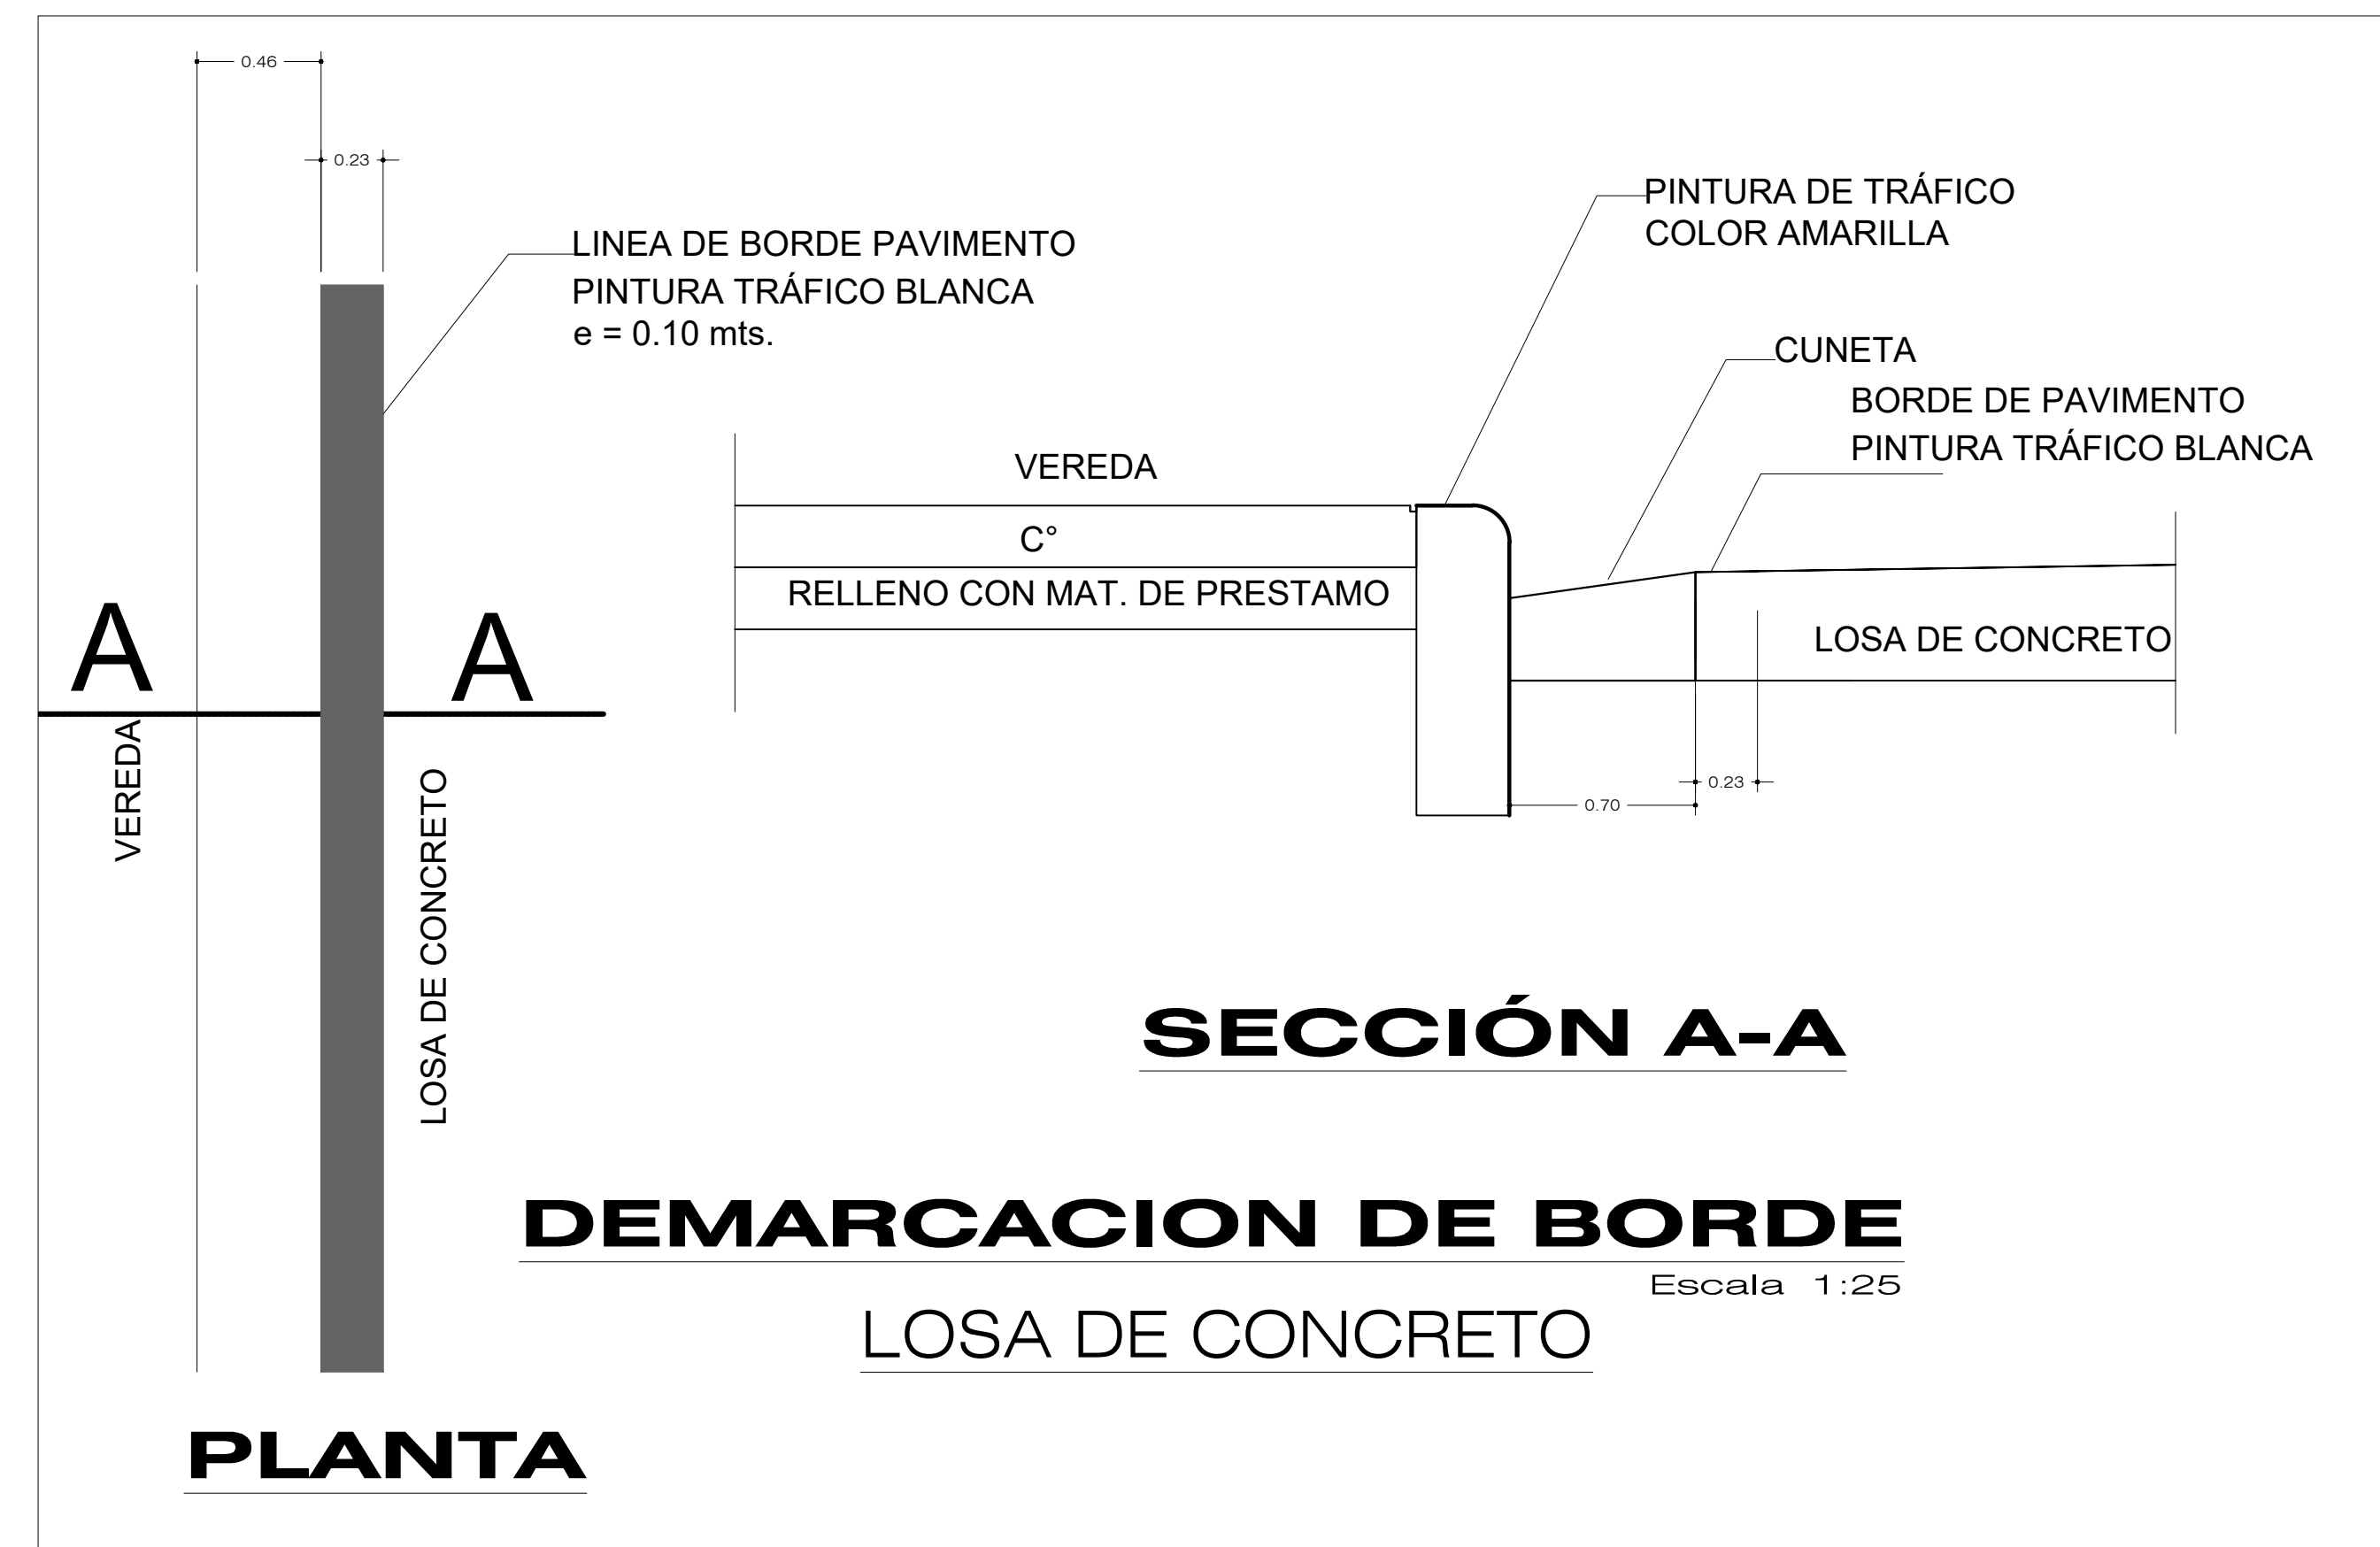 0.46
0.23
LINEA DE BORDE PAVIMENTO
PINTURA TRÁFICO BLANCA
e = 0.10 mts.
A
A
VEREDA
LOSA DE CONCRETO
PLANTA
PINTURA DE TRÁFICO
COLOR AMARILLA
CUNETA
BORDE DE PAVIMENTO
PINTURA TRÁFICO BLANCA
VEREDA
C°
RELLENO CON MAT. DE PRESTAMO
LOSA DE CONCRETO
0.23
0.70
SECCIÓN A-A
DEMARCACION DE BORDE
Escala 1:25
LOSA DE CONCRETO